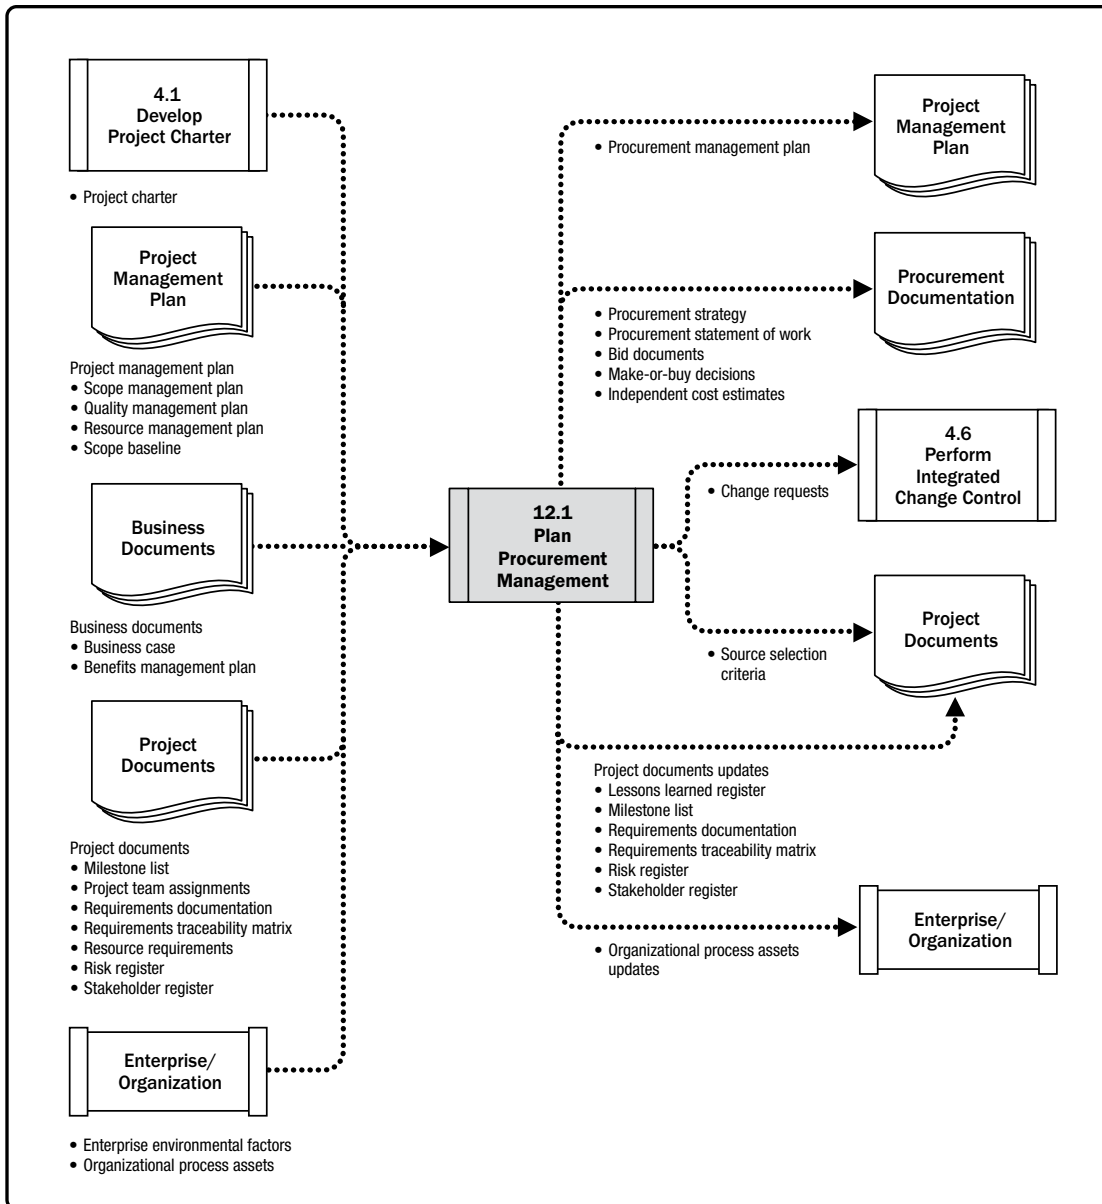 4.1
Develop
Project Charter
• Project charter
Project
Management
Plan
Project management plan
• Scope management plan
• Quality management plan
• Resource management plan
• Scope baseline
Business
Documents
Business documents
• Business case
• Benefits management plan
Project
Documents
Project documents
• Milestone list
• Project team assignments
• Requirements documentation
• Requirements traceability matrix
• Resource requirements
• Risk register
• Stakeholder register
Enterprise/
Organization
• Enterprise environmental factors
• Organizational process assets
12.1
Plan
Procurement
Management
• Procurement management plan
Project
Management
Plan
• Procurement strategy
• Procurement statement of work
• Bid documents
• Make-or-buy decisions
• Independent cost estimates
Procurement
Documentation
• Change requests
4.6
Perform
Integrated
Change Control
• Source selection
criteria
Project
Documents
Project documents updates
• Lessons learned register
• Milestone list
• Requirements documentation
• Requirements traceability matrix
• Risk register
• Stakeholder register
• Organizational process assets
updates
Enterprise/
Organization